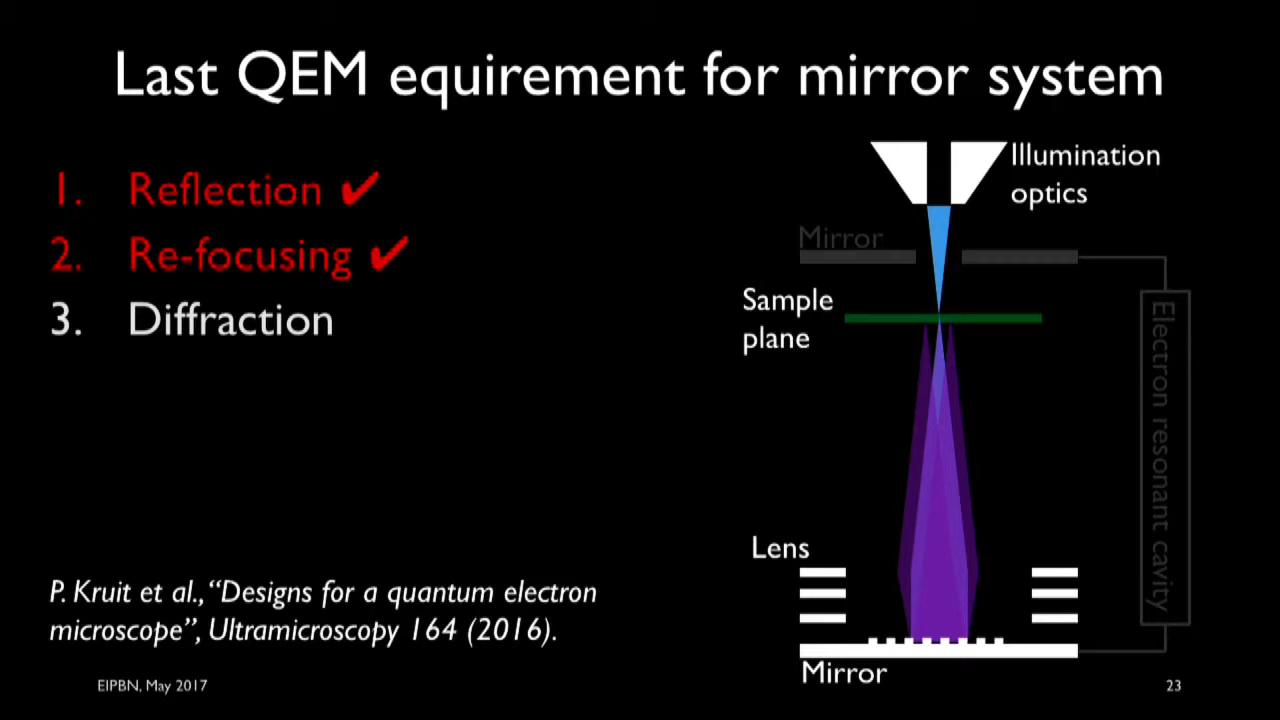 Last QEM equirement for mirror system
1. Reflection ✔
2. Re-focusing ✔
3. Diffraction
P. Kruit et al., “Designs for a quantum electron
microscope”, Ultramicroscopy 164 (2016).
EIPBN, May 2017
Illumination
optics
Mirror
Sample
plane
Electron resonant cavity
Lens
Mirror
23